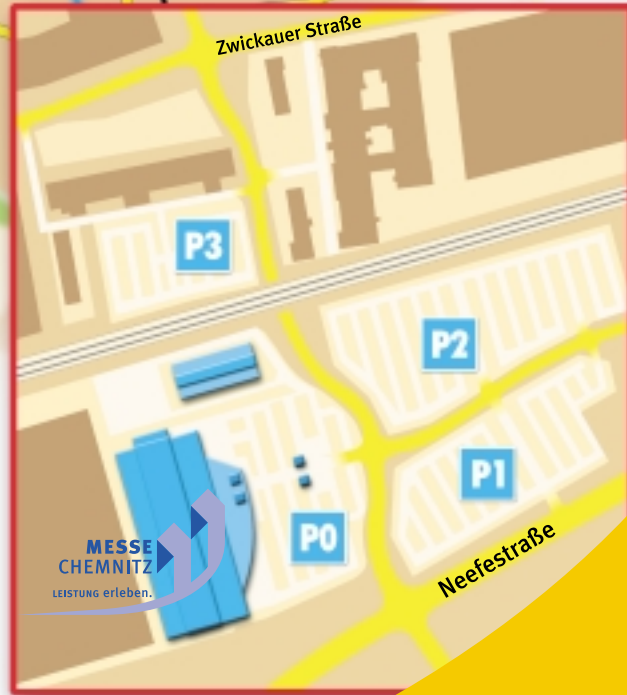 Zwickauer Straße
P3
P2
P1
P0
MESSE
CHEMNITZ
LEISTUNG erleben.
Neefestraße